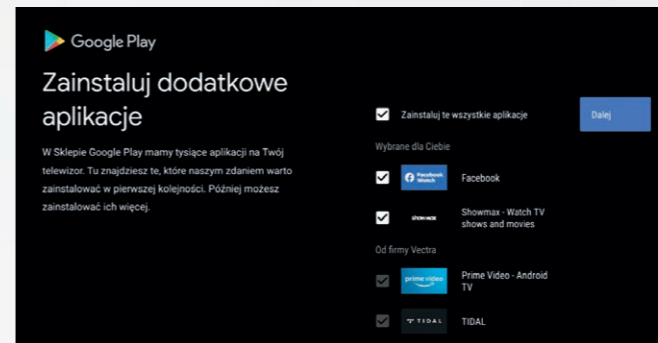 Google Play
Zainstaluj dodatkowe
aplikacje
W Sklepie Google Play mamy tysiące aplikacji na Twój
telewizor. Tu znajdziesz te, które naszym zdaniem warto
zainstalować w pierwszej kolejności. Później możesz
zainstalować ich więcej.
Zainstaluj te wszystkie aplikacje
Dalej
Wybrane dla Ciebie
Facebook
Watch
Facebook
SHOWMAX
Showmax - Watch TV
shows and movies
Od firmy Vectra
prime video
Prime Video - Android
TV
TIDAL
TIDAL